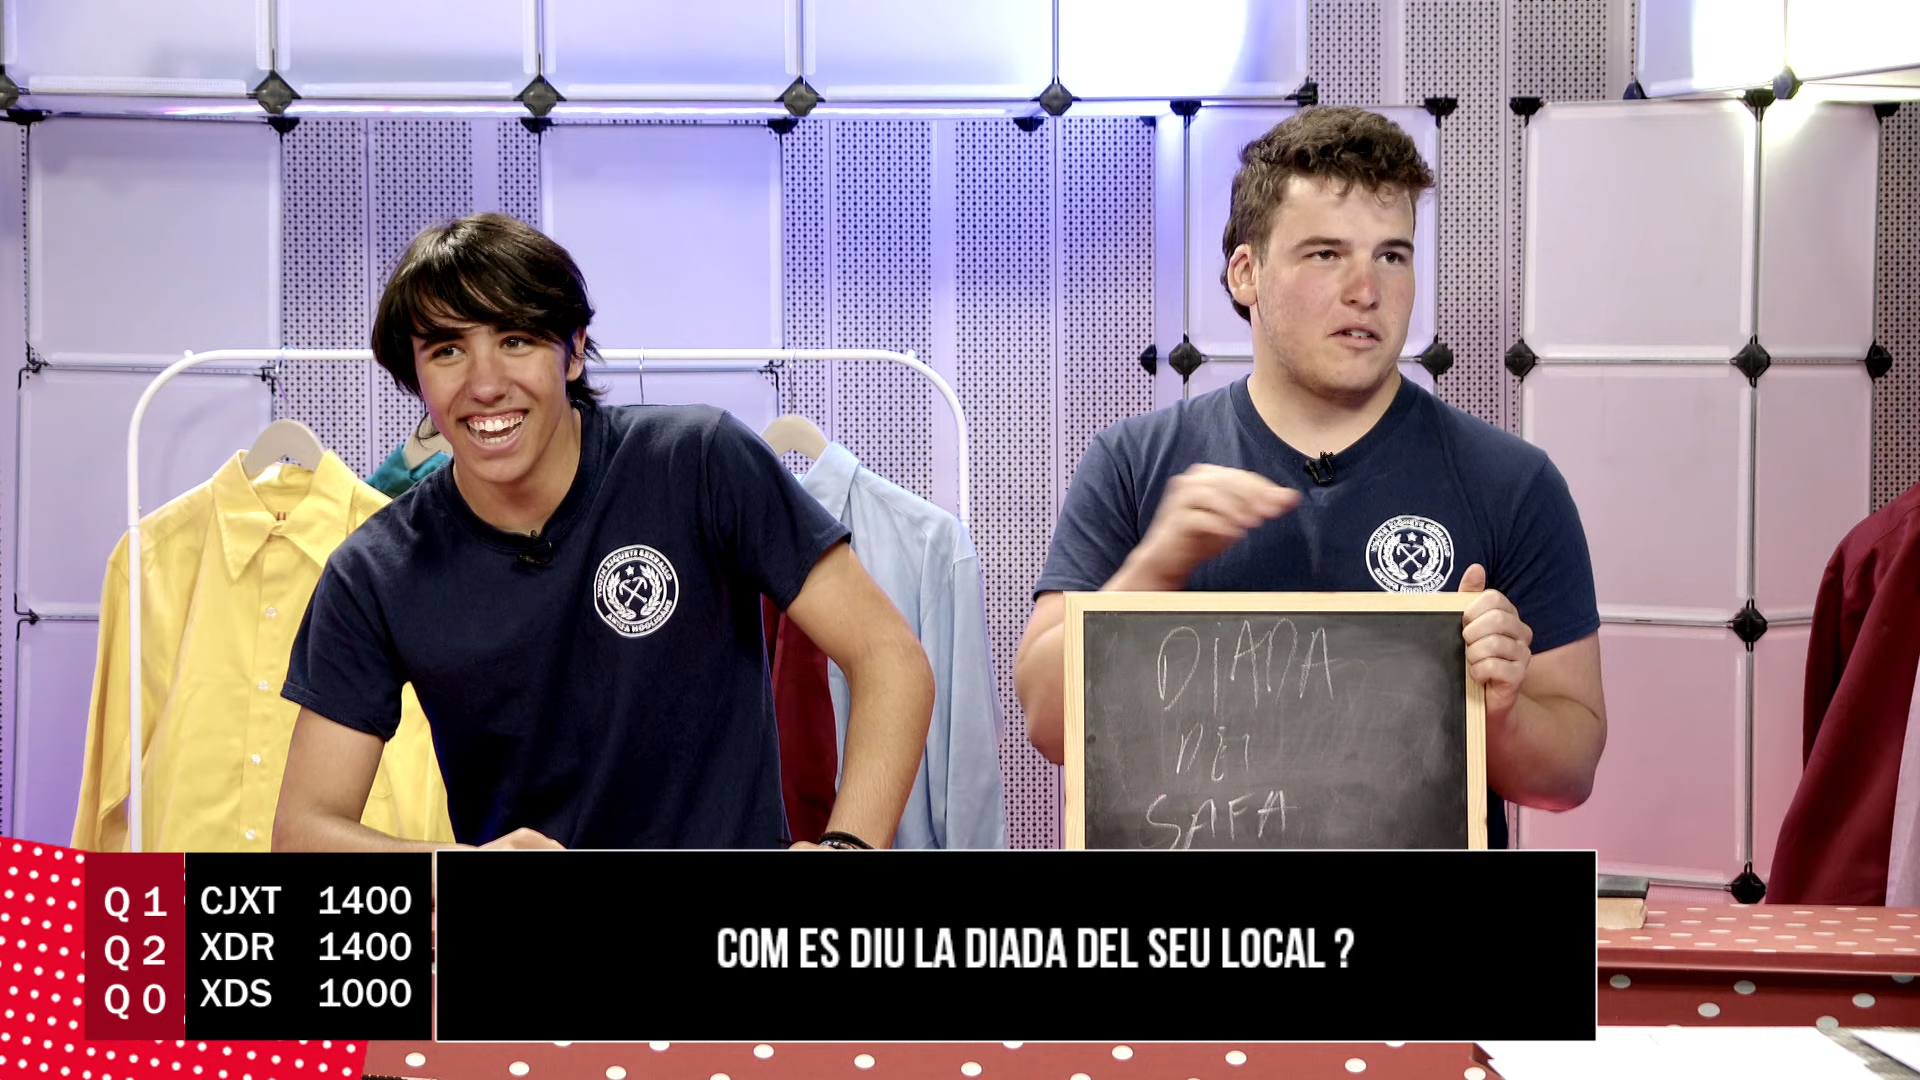 DIADA
DEL
SAFA
Q 1 CJXT 1400
Q 2 XDR 1400
Q 0 XDS 1000
COM ES DIU LA DIADA DEL SEU LOCAL ?